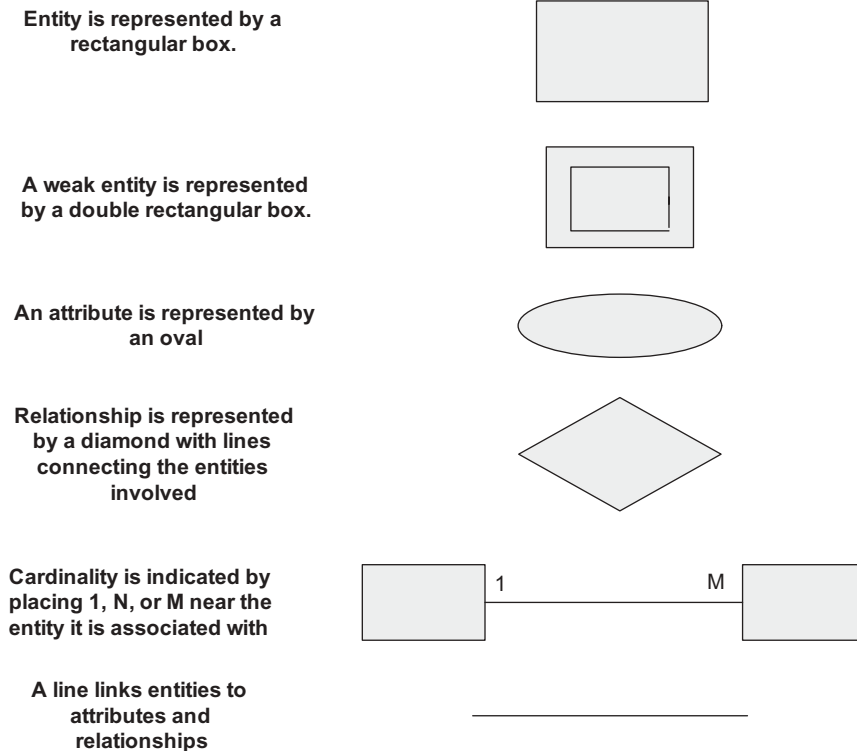 Entity is represented by a
rectangular box.
A weak entity is represented
by a double rectangular box.
An attribute is represented by
an oval
Relationship is represented
by a diamond with lines
connecting the entities
involved
Cardinality is indicated by
placing 1, N, or M near the
entity it is associated with
1
M
A line links entities to
attributes and
relationships